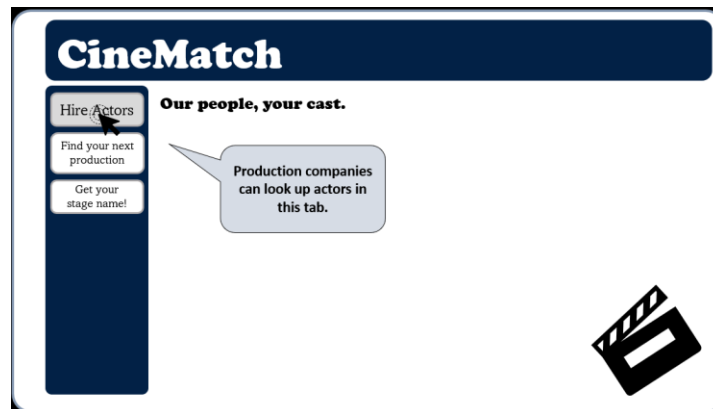 CineMatch
Hire Actors
Our people, your cast.
Find your next
production
Get your
stage name!
Production companies
can look up actors in
this tab.